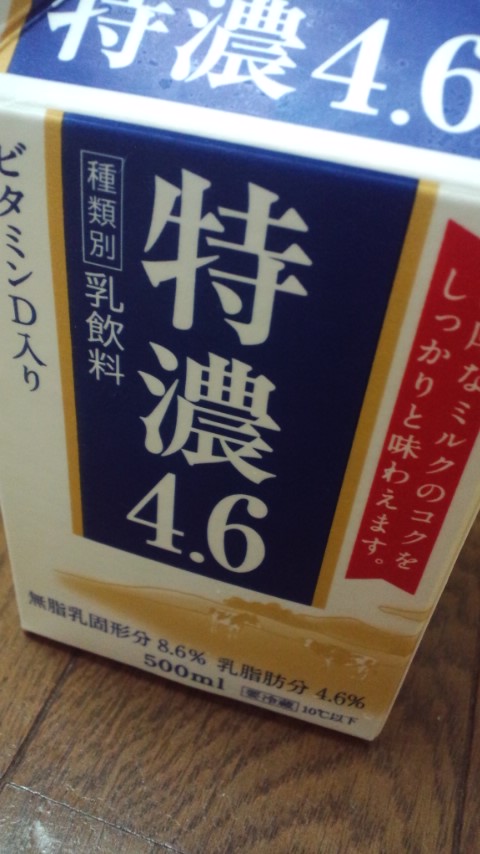 特濃4.6
ビタミンD入り
種類別 乳飲料
特濃4.6
なミルクのコクを
しっかりと味わえます。
無脂乳固形分 8.6% 乳脂肪分 4.6%
500ml 要冷蔵 10℃以下